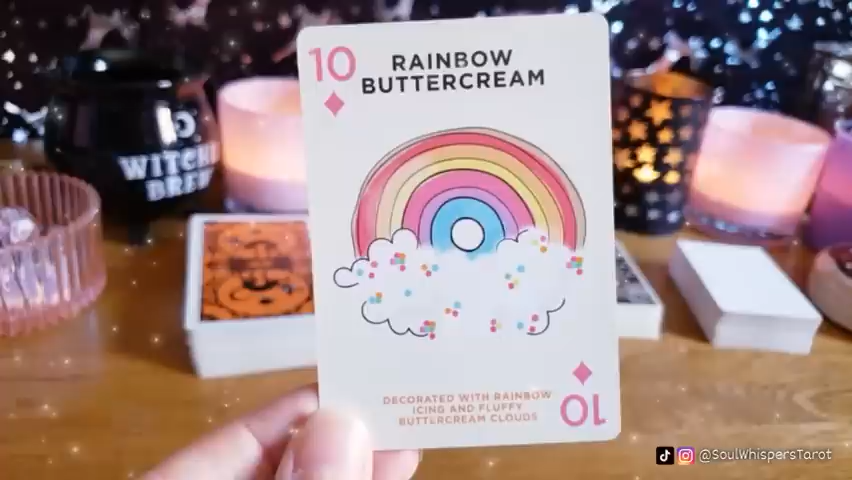 10
RAINBOW
BUTTERCREAM
WITCHES
BREW
DECORATED WITH RAINBOW
ICING AND FLUFFY
BUTTERCREAM CLOUDS
10
@SoulWhispersTarot